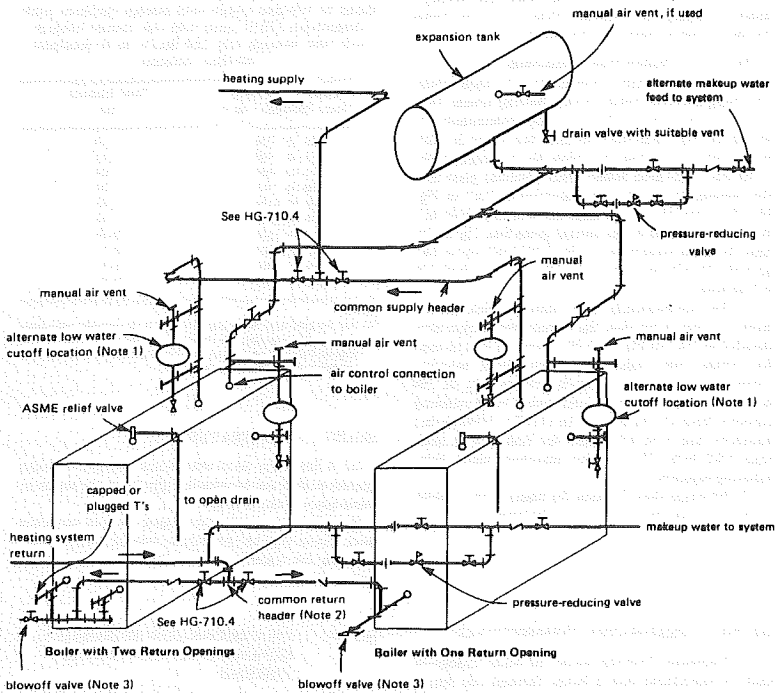 manual air vent, if used
expansion tank
heating supply
alternate makeup water
feed to system
drain valve with suitable vent
See HG-710.4
pressure-reducing
valve
manual
air vent
manual air vent
common supply header
alternate low water
cutoff location (Note 1)
manual air vent
manual air vent
air control connection
to boiler
alternate low water
cutoff location (Note 1)
ASME relief valve
capped or
plugged T's
to open drain
heating system
return
makeup water to system
common return
header (Note 2)
pressure-reducing valve
See HG-710.4
Boiler with Two Return Openings
Boiler with One Return Opening
blowoff valve (Note 3)
blowoff valve (Note 3)